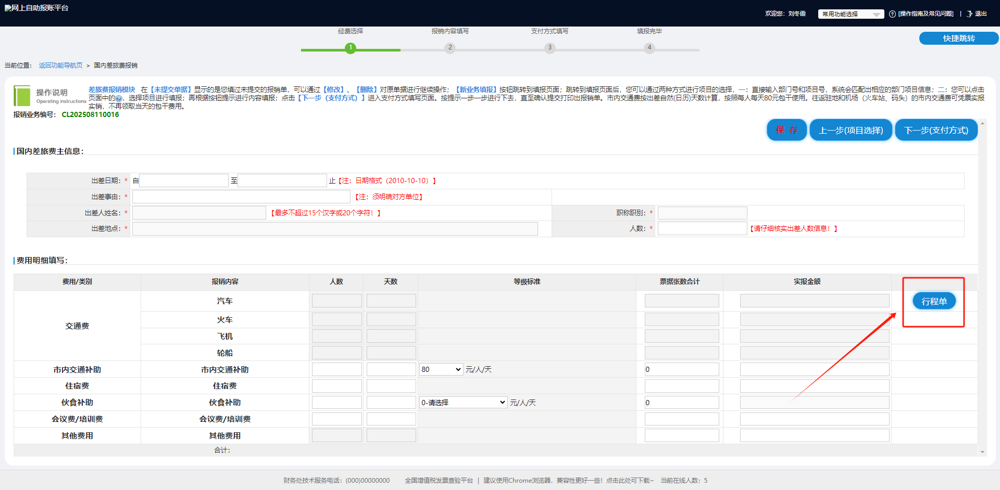 网上自助报账平台
欢迎您: 刘冬霞 常用功能选择 [操作指南及常见问题] | 退出
经费选择 报销内容填写 支付方式填写 填报完毕
1 2 3 4
快捷跳转
当前位置: 返回功能导航页 > 国内差旅费报销
操作说明
Operating instructions
差旅费报销模块 在【未提交单据】显示的是您填过未提交的报销单，可以通过【修改】、【删除】对原单据进行继续操作；【新业务填报】按钮跳转到填报页面；跳转到填报页面后，您可以通过两种方式进行项目的选择，一：直接输入部门号和项目号，系统会匹配出相应的部门项目信息；二：您可以点击
页面中的，选择项目进行填报；再根据按钮提示进行内容填报；点击【下一步（支付方式）】进入支付方式填写页面。按提示一步一步进行下去，直至确认提交打印出报销单。市内交通费按出差自然(日历)天数计算，按照每人每天80元包干使用。往返驻地和机场（火车站、码头）的市内交通费可凭票实报
实销，不再领取当天的包干费用。
报销业务编号： CL202508110016
保 存 上一步(项目选择) 下一步(支付方式)
国内差旅费主信息：
出差日期：* 自 至 止【注：日期格式（2010-10-10）】
出差事由：* 【注：须明确对方单位】
出差人姓名：* 【最多不超过15个汉字或20个字符！】 职称职别：*
出差地点：* 人数：* 【请仔细核实出差人数信息！】
费用明细填写：
费用/类别 报销内容 人数 天数 等级标准 票据张数合计 实报金额
交通费 汽车 行程单
火车
飞机
轮船
市内交通补助 市内交通补助 80 元/人/天 0
住宿费 住宿费
伙食补助 伙食补助 0-请选择 元/人/天 0
会议费/培训费 会议费/培训费
其他费用 其他费用
合计：
财务处技术服务电话：(000)00000000 全国增值税发票查验平台 | 建议使用Chrome浏览器，兼容性更好一些！点击此处可下载~ 当前在线人数：5